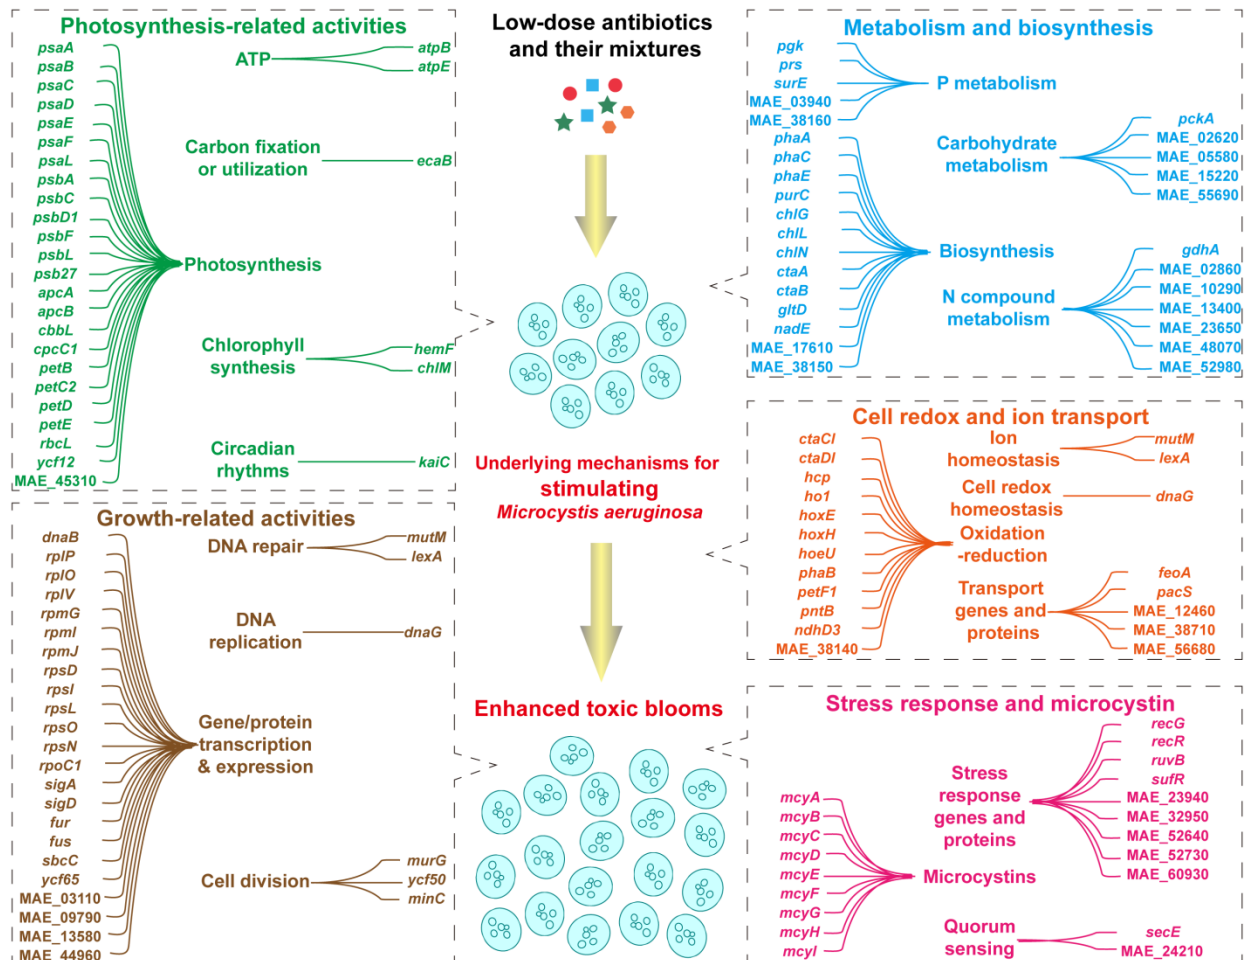 Photosynthesis-related activities
psaA
psaB
psaC
psaD
psaE
psaF
psaL
psbA
psbC
psbD1
psbF
psbL
psb27
apcA
apcB
cbbL
cpcC1
petB
petC2
petD
petE
rbcL
ycf12
MAE_45310
ATP
atpB
atpE
Carbon fixation
or utilization
ecaB
Photosynthesis
Chlorophyll
synthesis
hemF
chlM
Circadian
rhythms
kaiC
Growth-related activities
dnaB
rplP
rplO
rplV
rpmG
rpmI
rpmJ
rpsD
rpsI
rpsL
rpsO
rpsN
rpoC1
sigA
sigD
fur
fus
sbcC
ycf65
MAE_03110
MAE_09790
MAE_13580
MAE_44960
DNA repair
mutM
lexA
DNA
replication
dnaG
Gene/protein
transcription
& expression
Cell division
murG
ycf50
minC
Low-dose antibiotics
and their mixtures
Underlying mechanisms for
stimulating
Microcystis aeruginosa
Enhanced toxic blooms
Metabolism and biosynthesis
pgk
prs
surE
MAE_03940
MAE_38160
P metabolism
phaA
phaC
phaE
purC
chlG
chlL
chlN
ctaA
ctaB
gltD
nadE
MAE_17610
MAE_38150
Carbohydrate
metabolism
pckA
MAE_02620
MAE_05580
MAE_15220
MAE_55690
Biosynthesis
N compound
metabolism
gdhA
MAE_02860
MAE_10290
MAE_13400
MAE_23650
MAE_48070
MAE_52980
Cell redox and ion transport
ctaCI
ctaDI
hcp
ho1
hoxE
hoxH
hoeU
phaB
petF1
pntB
ndhD3
MAE_38140
Ion
homeostasis
mutM
lexA
Cell redox
homeostasis
dnaG
Oxidation
-reduction
Transport
genes and
proteins
feoA
pacS
MAE_12460
MAE_38710
MAE_56680
Stress response and microcystin
mcyA
mcyB
mcyC
mcyD
mcyE
mcyF
mcyG
mcyH
mcyI
Stress
response
genes and
proteins
recG
recR
ruvB
sufR
MAE_23940
MAE_32950
MAE_52640
MAE_52730
MAE_60930
Microcystins
Quorum
sensing
secE
MAE_24210